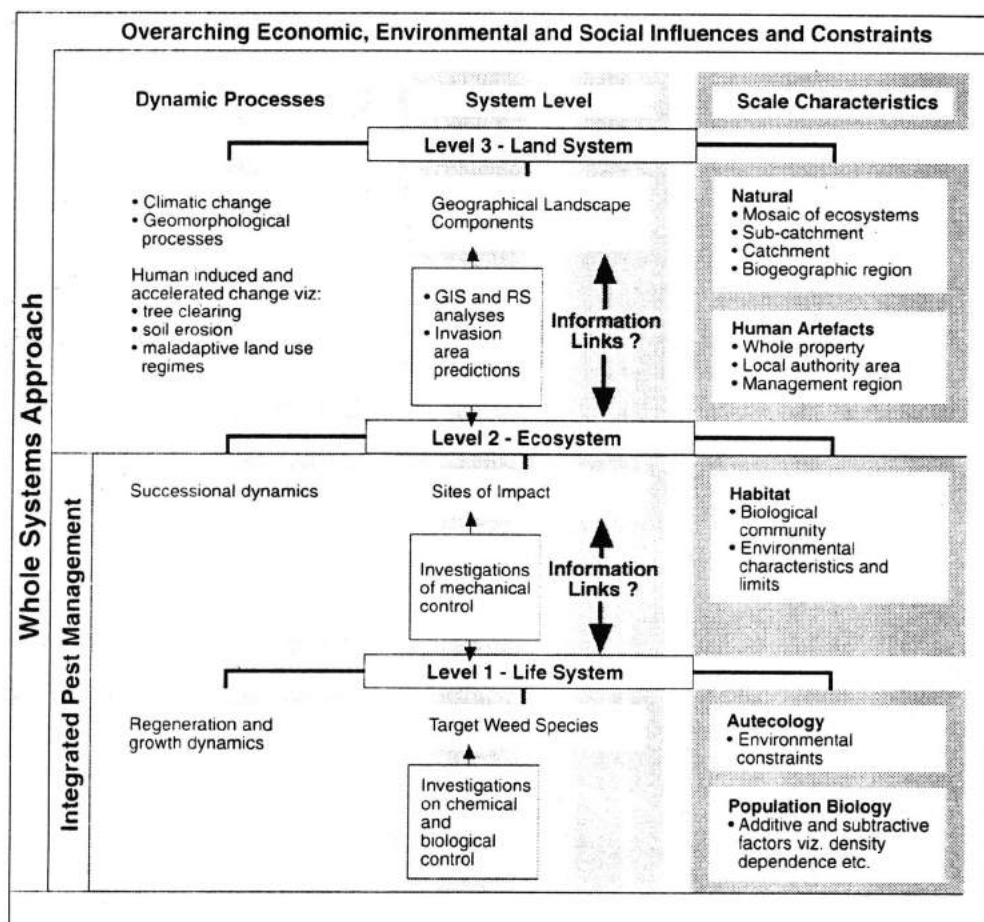 Overarching Economic, Environmental and Social Influences and Constraints
Whole Systems Approach
Integrated Pest Management
Dynamic Processes
System Level
Scale Characteristics
Level 3 - Land System
• Climatic change
• Geomorphological
processes
Human induced and
accelerated change viz:
• tree clearing
• soil erosion
• maladaptive land use
regimes
Geographical Landscape
Components
• GIS and RS
analyses
• Invasion
area
predictions
Information
Links ?
Natural
• Mosaic of ecosystems
• Sub-catchment
• Catchment
• Biogeographic region
Human Artefacts
• Whole property
• Local authority area
• Management region
Level 2 - Ecosystem
Successional dynamics
Sites of Impact
Investigations
of mechanical
control
Information
Links ?
Habitat
• Biological
community
• Environmental
characteristics and
limits
Level 1 - Life System
Regeneration and
growth dynamics
Target Weed Species
Investigations
on chemical
and
biological
control
Autecology
• Environmental
constraints
Population Biology
• Additive and subtractive
factors viz. density
dependence etc.